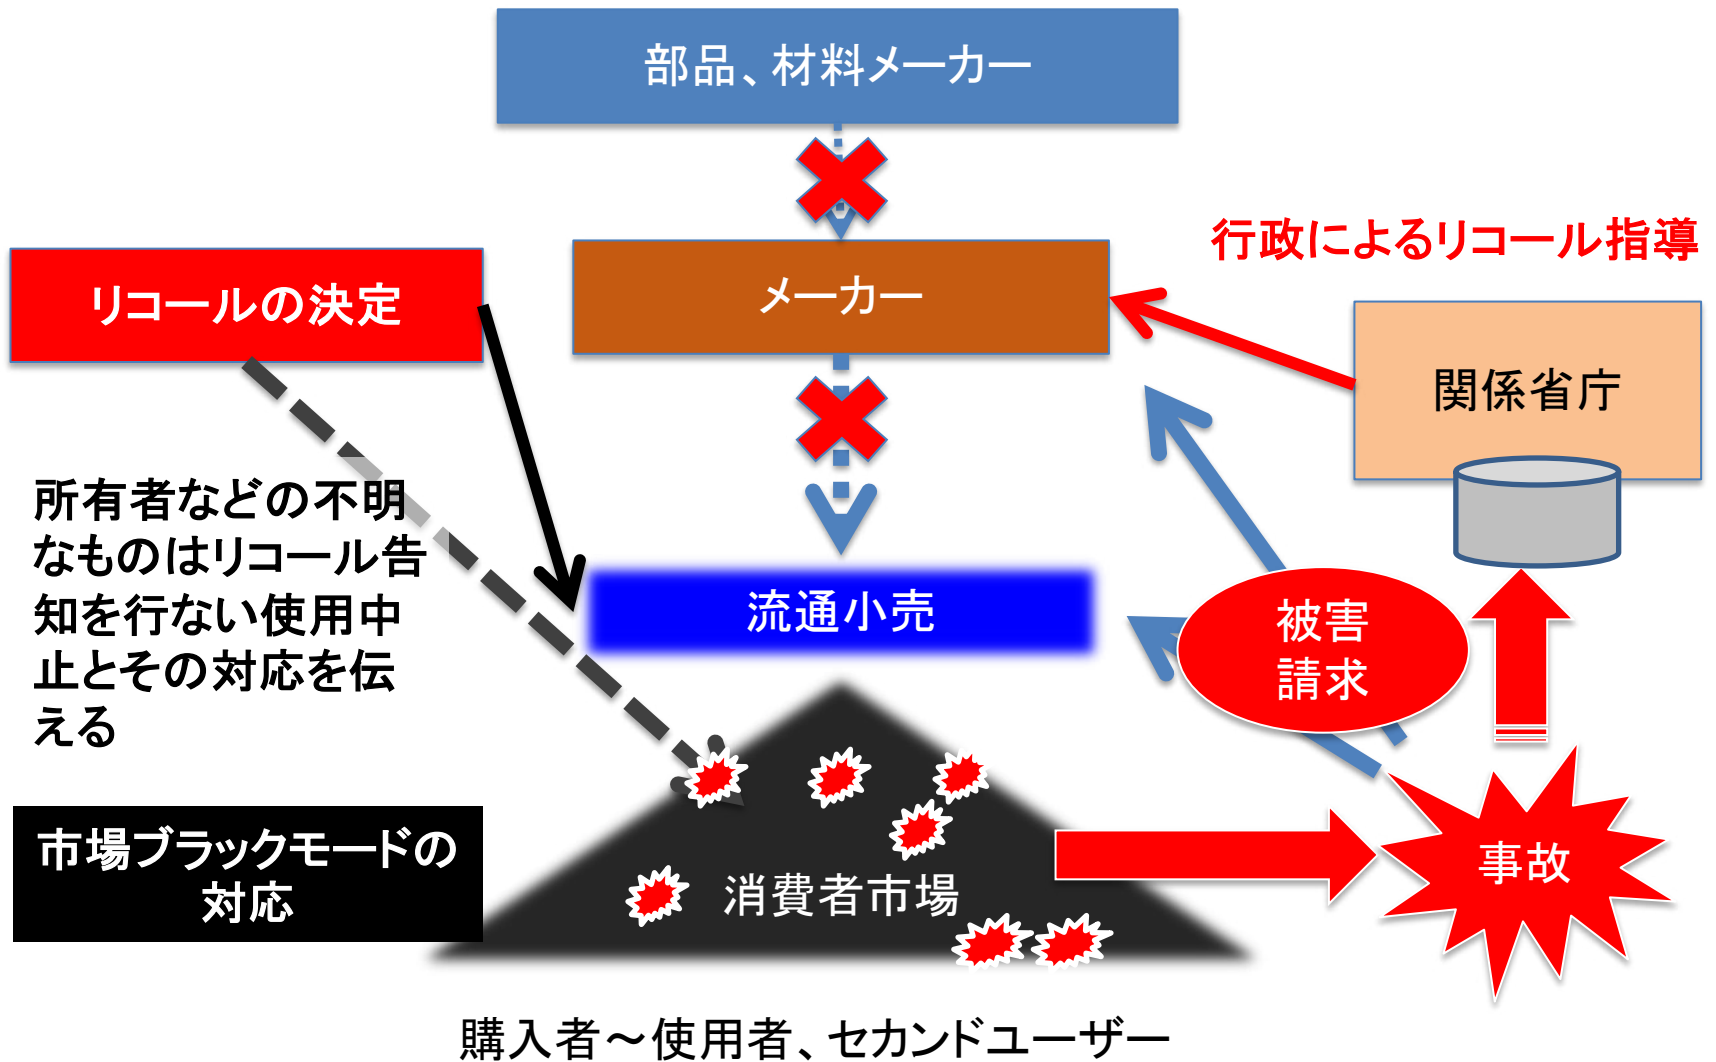 部品、材料メーカー
行政によるリコール指導
リコールの決定
メーカー
関係省庁
所有者などの不明
なものはリコール告
知を行ない使用中
止とその対応を伝
える
流通小売
被害
請求
市場ブラックモードの
対応
消費者市場
事故
購入者～使用者、セカンドユーザー